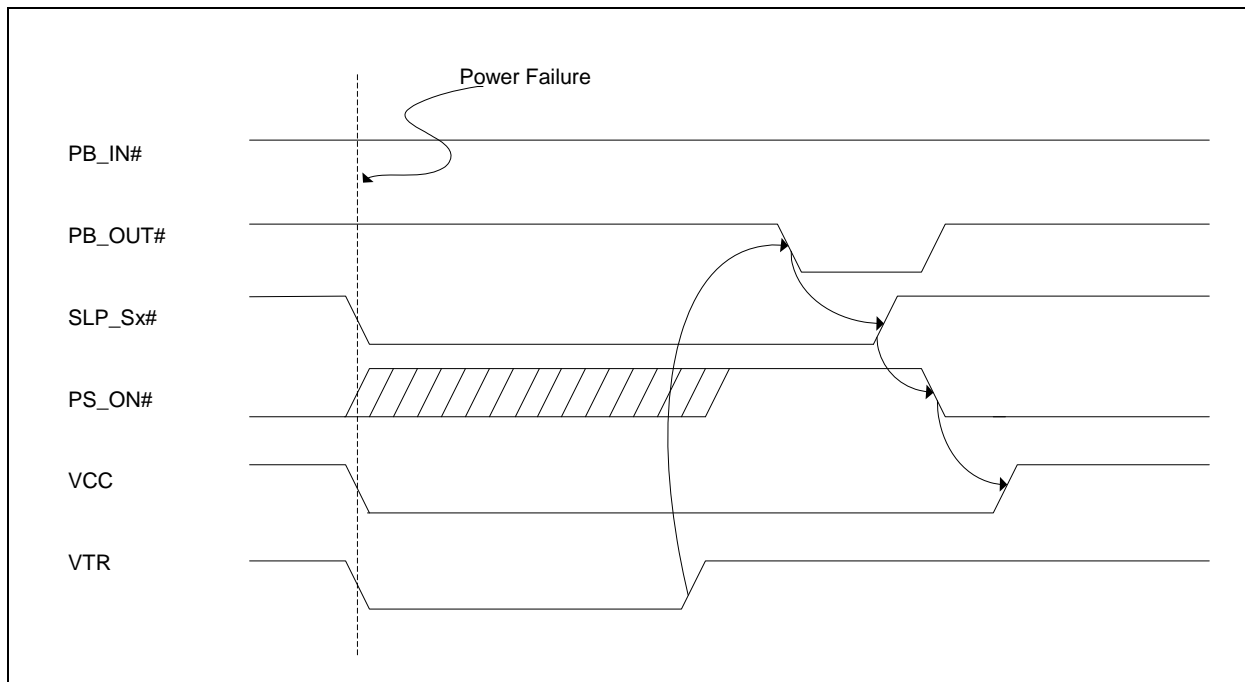 Power Failure
PB_IN#
PB_OUT#
SLP_Sx#
PS_ON#
VCC
VTR